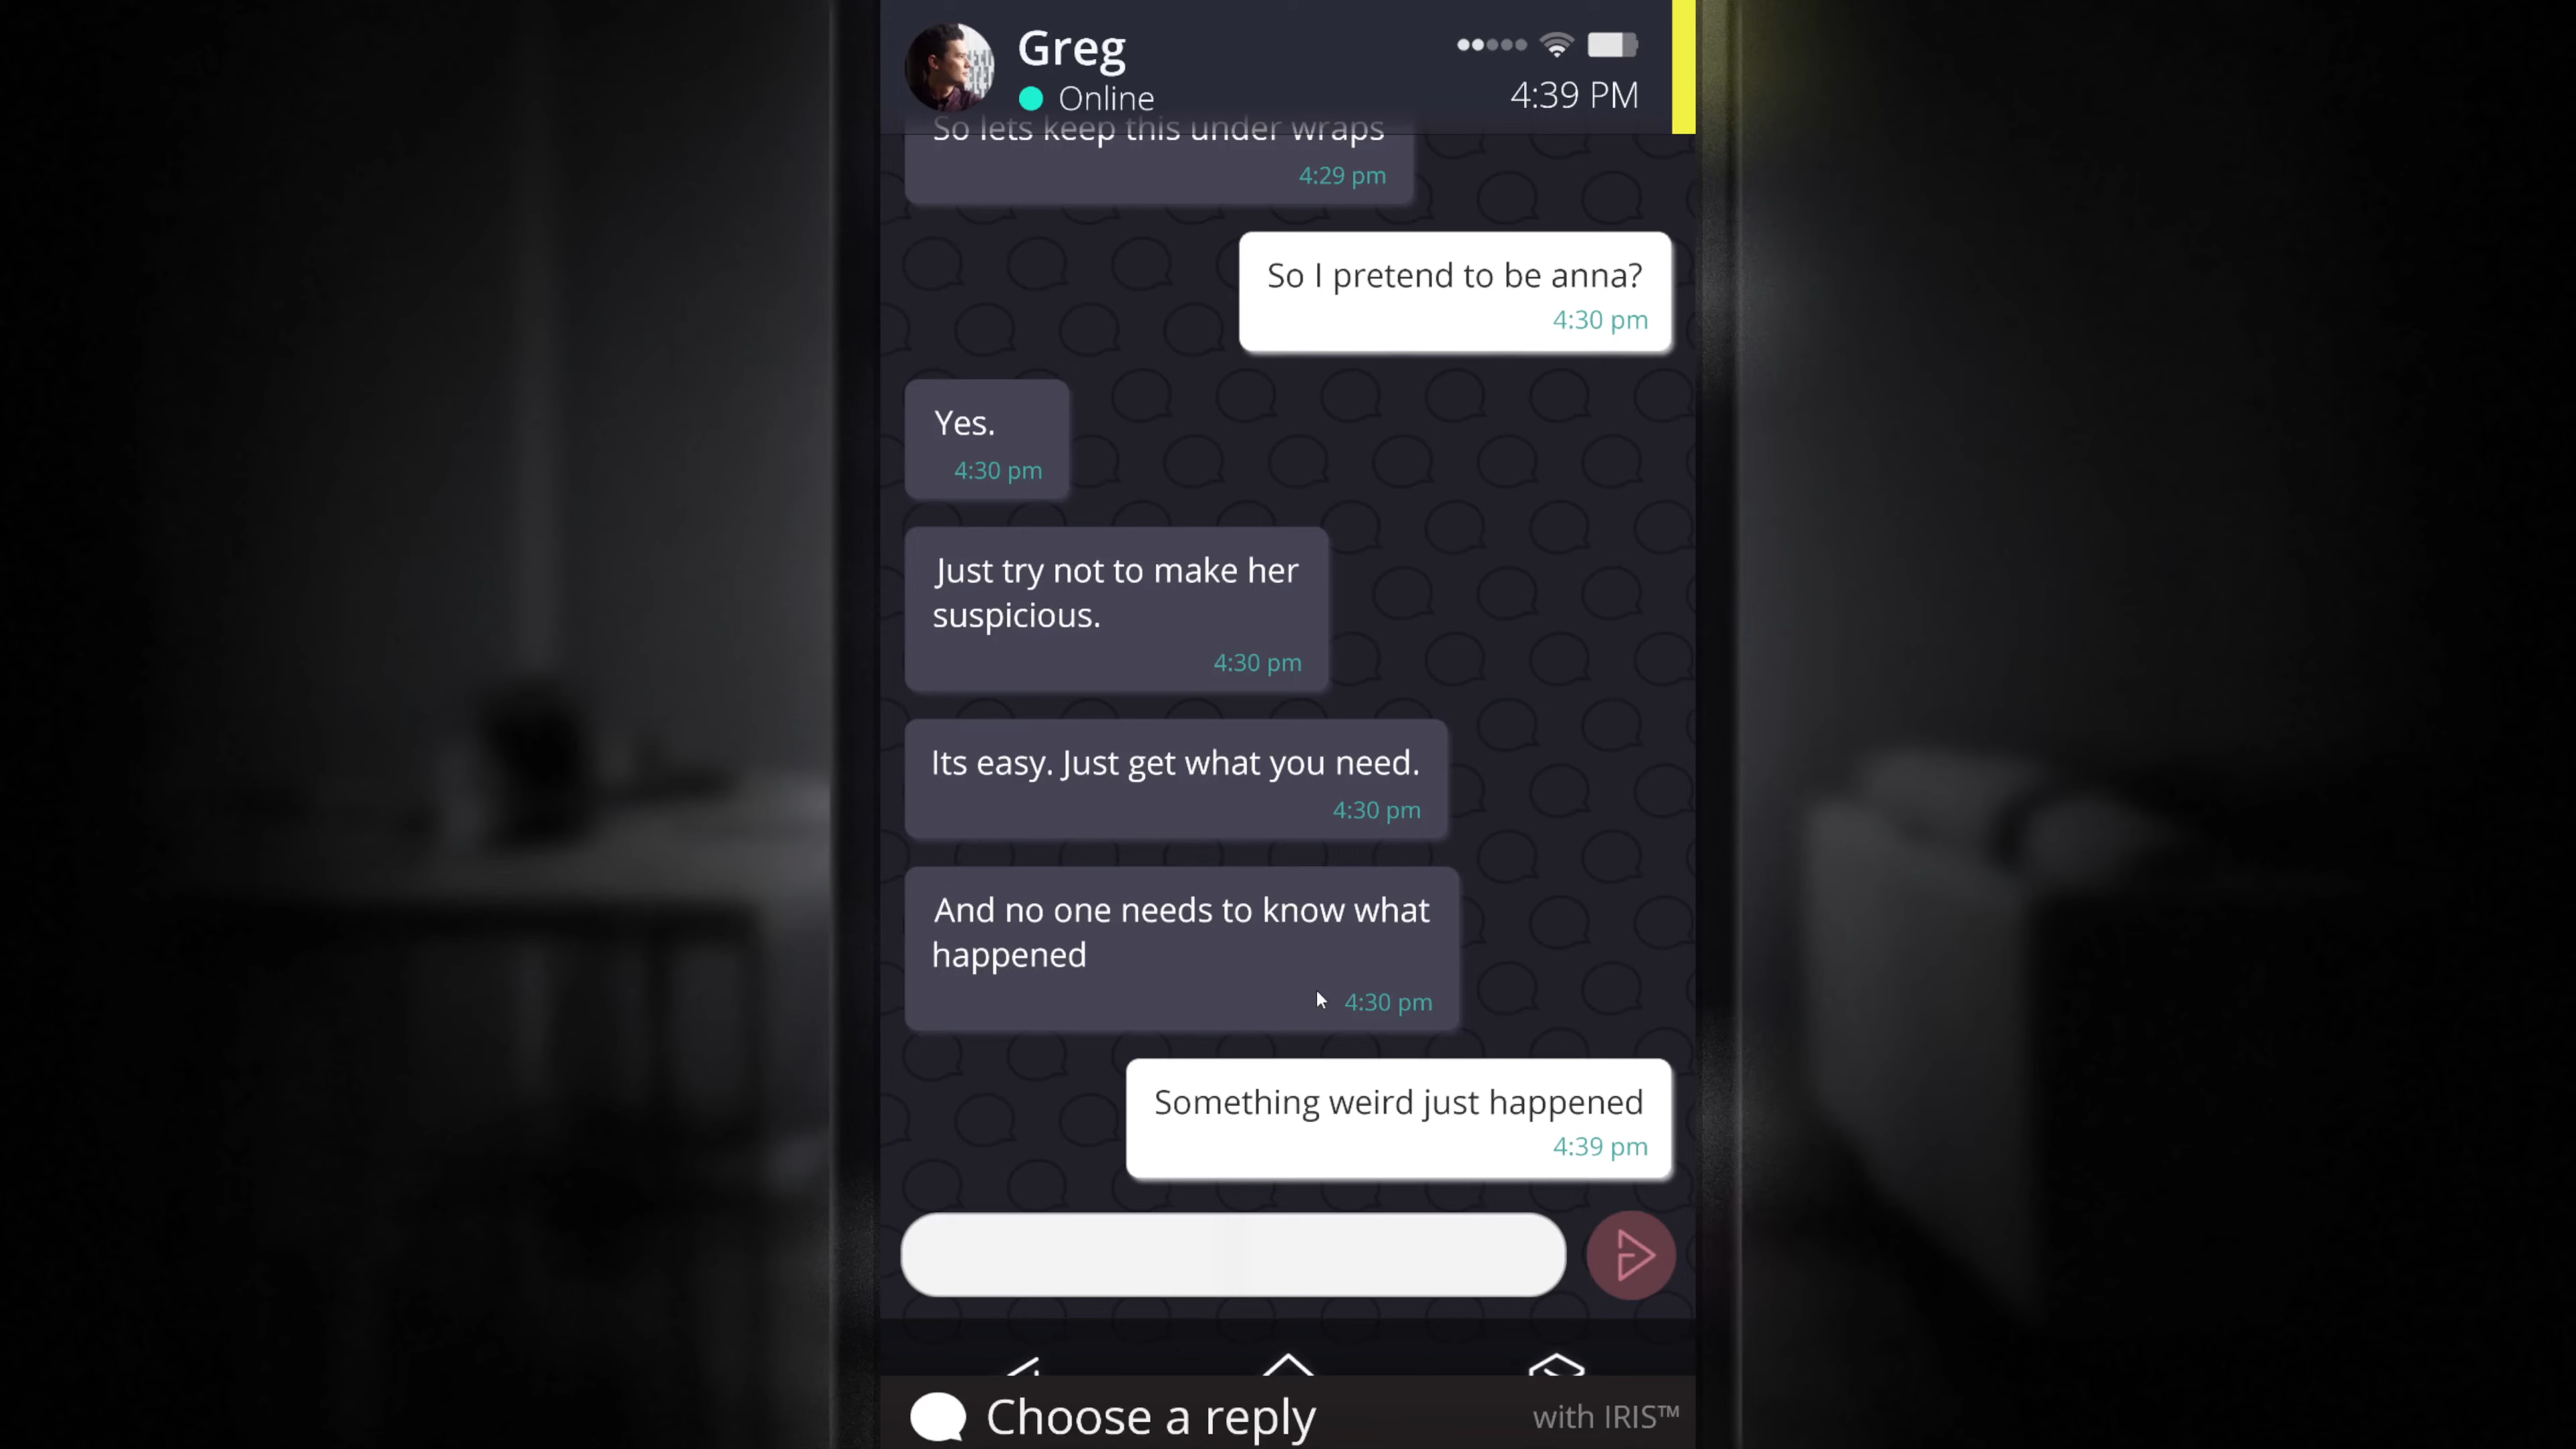 Greg
Online
4:39 PM
So lets keep this under wraps
4:29 pm
So I pretend to be anna?
4:30 pm
Yes.
4:30 pm
Just try not to make her
suspicious.
4:30 pm
Its easy. Just get what you need.
4:30 pm
And no one needs to know what
happened
4:30 pm
Something weird just happened
4:39 pm
Choose a reply
with IRIS™